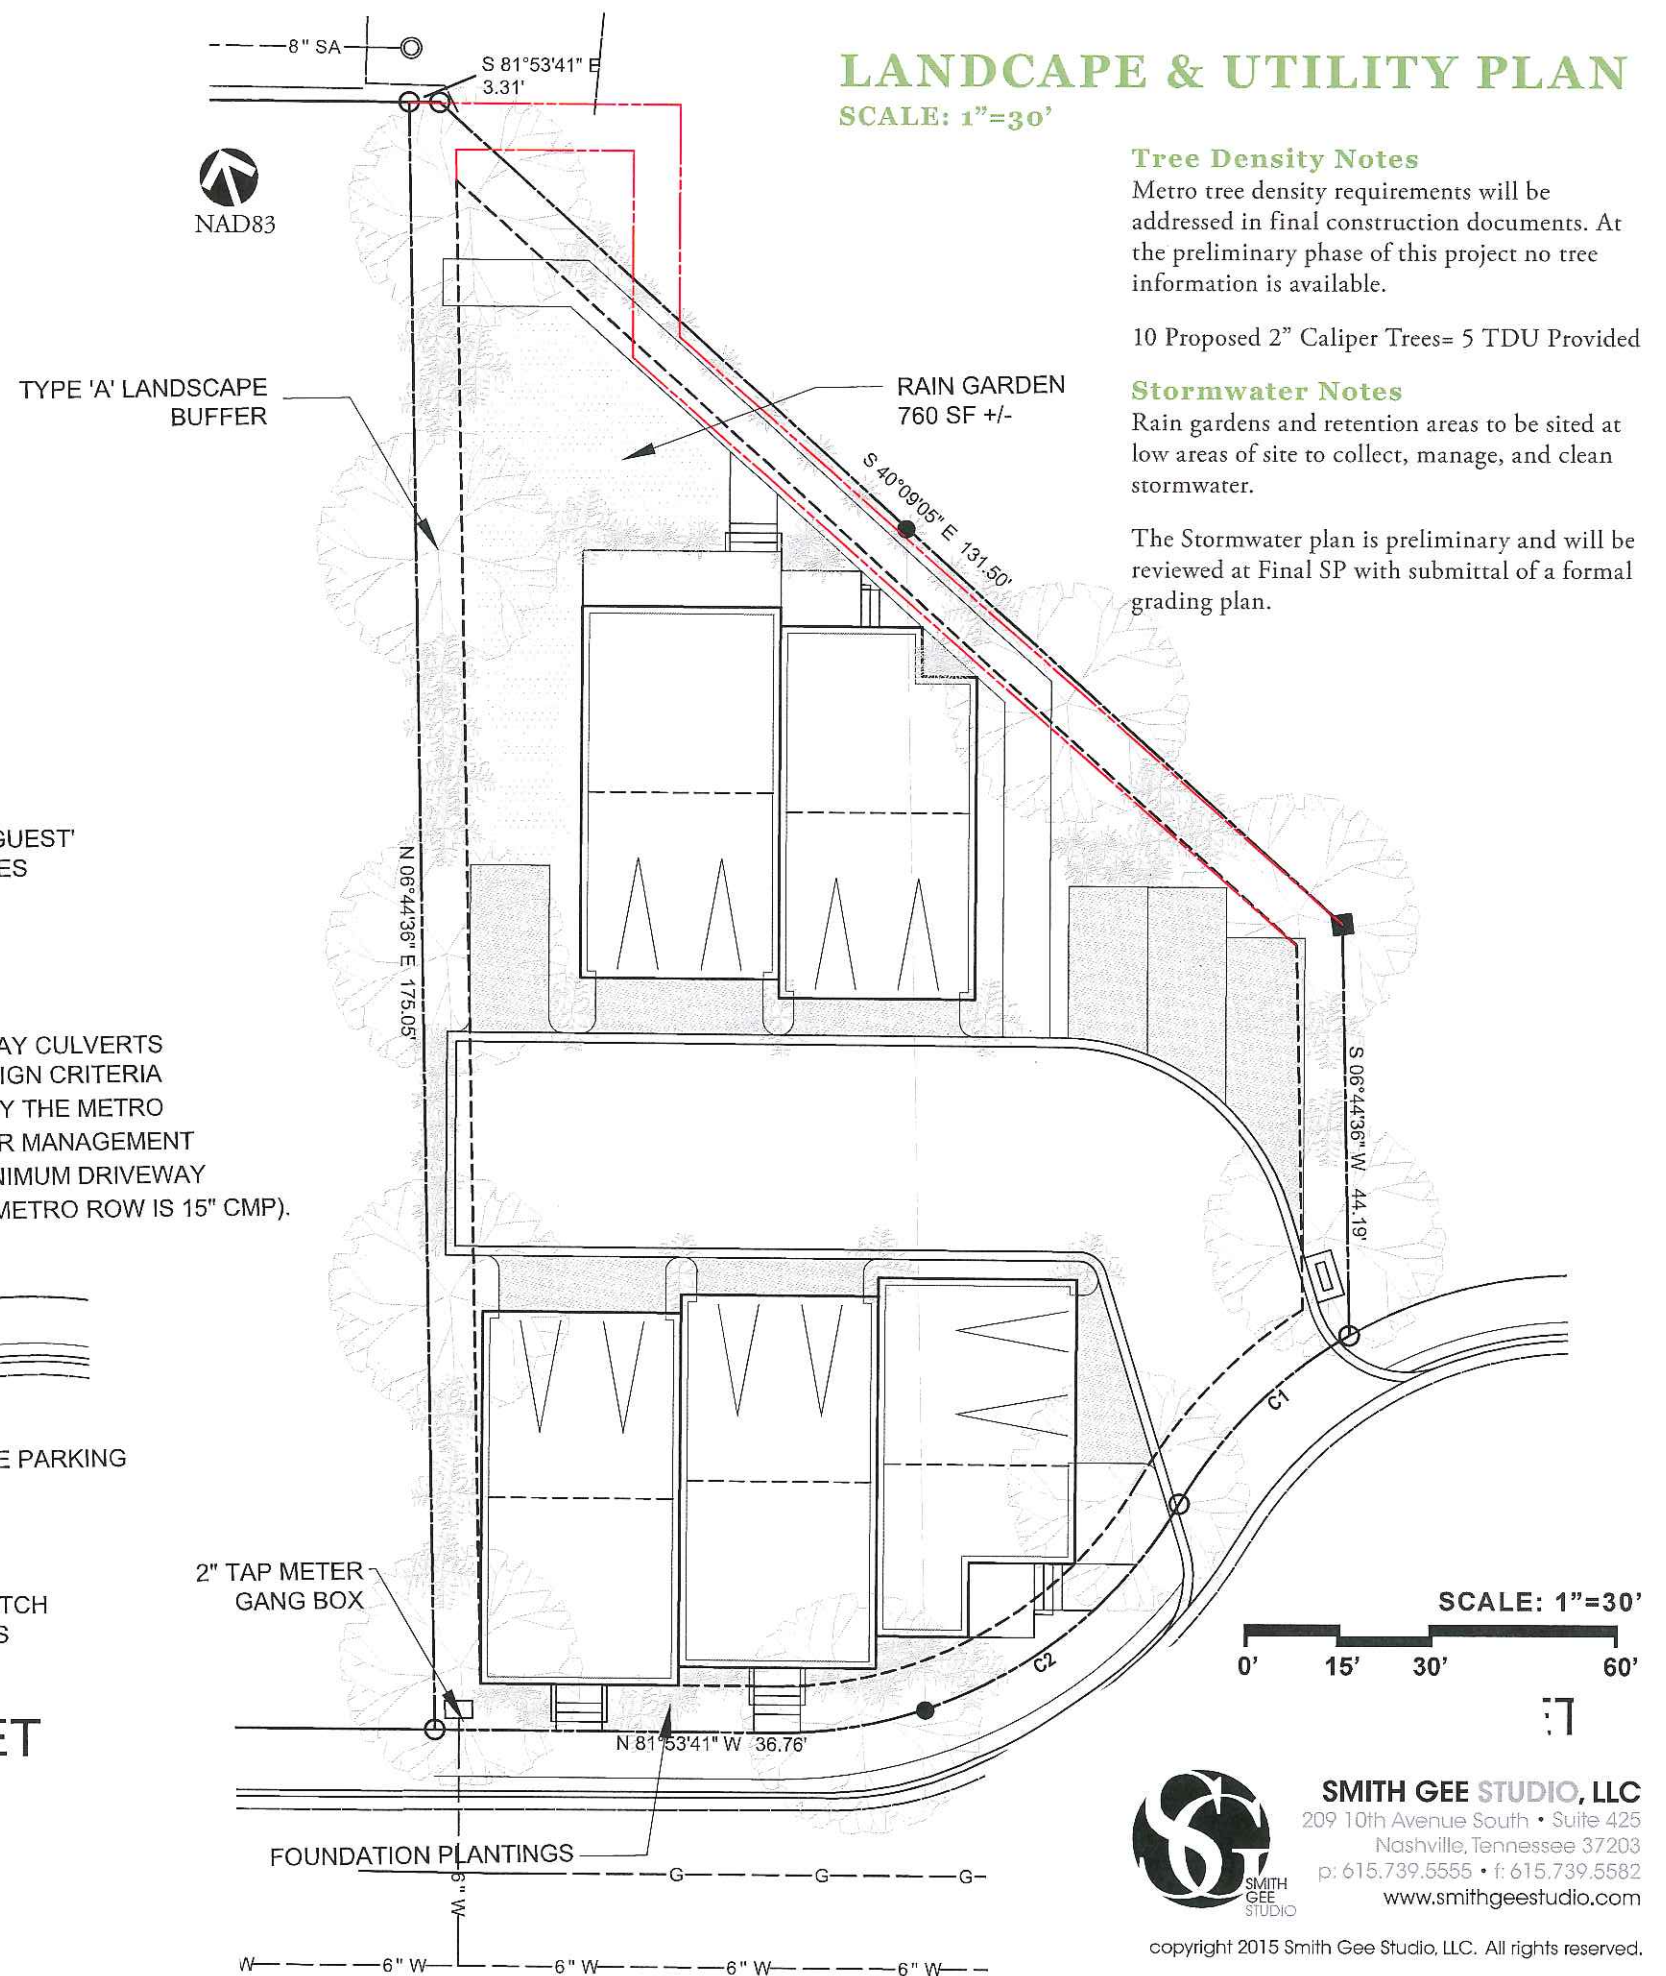 8" SA
S 81°53'41" E
3.31'
LANDCAPE & UTILITY PLAN
SCALE: 1”=30’
NAD83
Tree Density Notes
Metro tree density requirements will be
addressed in final construction documents. At
the preliminary phase of this project no tree
information is available.
10 Proposed 2” Caliper Trees= 5 TDU Provided
Stormwater Notes
Rain gardens and retention areas to be sited at
low areas of site to collect, manage, and clean
stormwater.
The Stormwater plan is preliminary and will be
reviewed at Final SP with submittal of a formal
grading plan.
TYPE 'A' LANDSCAPE
BUFFER
RAIN GARDEN
760 SF +/-
S 40°09'05" E 131.50'
GUEST'
ES
N 06°44'36" E 175.05'
AY CULVERTS
IGN CRITERIA
Y THE METRO
R MANAGEMENT
NIMUM DRIVEWAY
METRO ROW IS 15" CMP).
S 06°44'36" W 44.19'
C1
E PARKING
2" TAP METER
GANG BOX
TCH
S
C2
SCALE: 1”=30’
0’ 15’ 30’ 60’
ET
N 81°53'41" W 36.76'
FOUNDATION PLANTINGS
G G G
6" W
W 6" W 6" W 6" W 6" W
SMITH GEE STUDIO, LLC
209 10th Avenue South • Suite 425
Nashville, Tennessee 37203
p: 615.739.5555 • f: 615.739.5582
www.smithgeestudio.com
SG
SMITH
GEE
STUDIO
copyright 2015 Smith Gee Studio, LLC. All rights reserved.